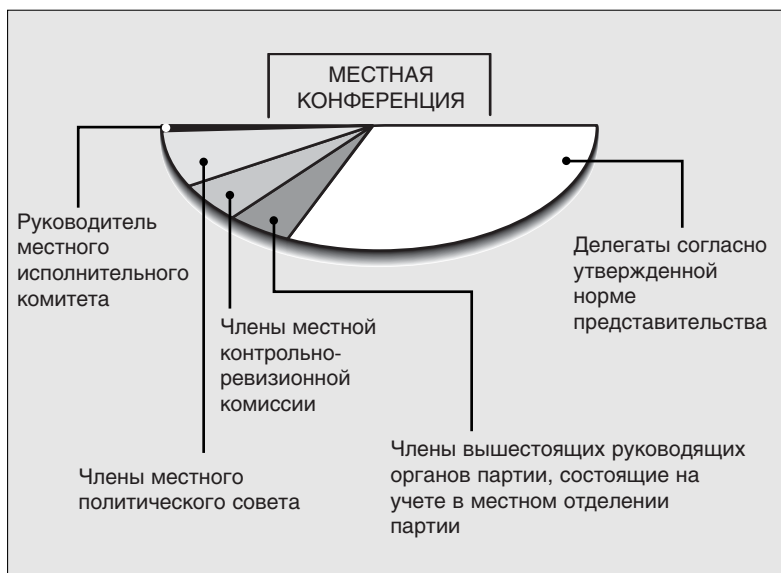 МЕСТНАЯ
КОНФЕРЕНЦИЯ
Руководитель
местного
исполнительного
комитета
Делегаты согласно
утвержденной
норме
представительства
Члены местной
контрольно-
ревизионной
комиссии
Члены местного
политического совета
Члены вышестоящих руководящих
органов партии, состоящие на
учете в местном отделении
партии